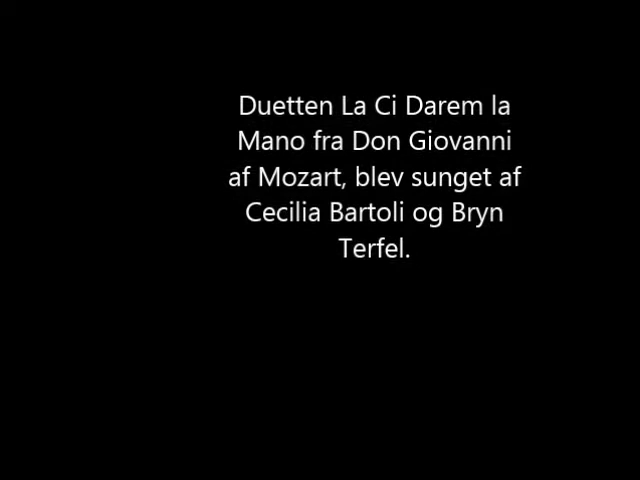 Duetten La Ci Darem la
Mano fra Don Giovanni
af Mozart, blev sunget af
Cecilia Bartoli og Bryn
Terfel.